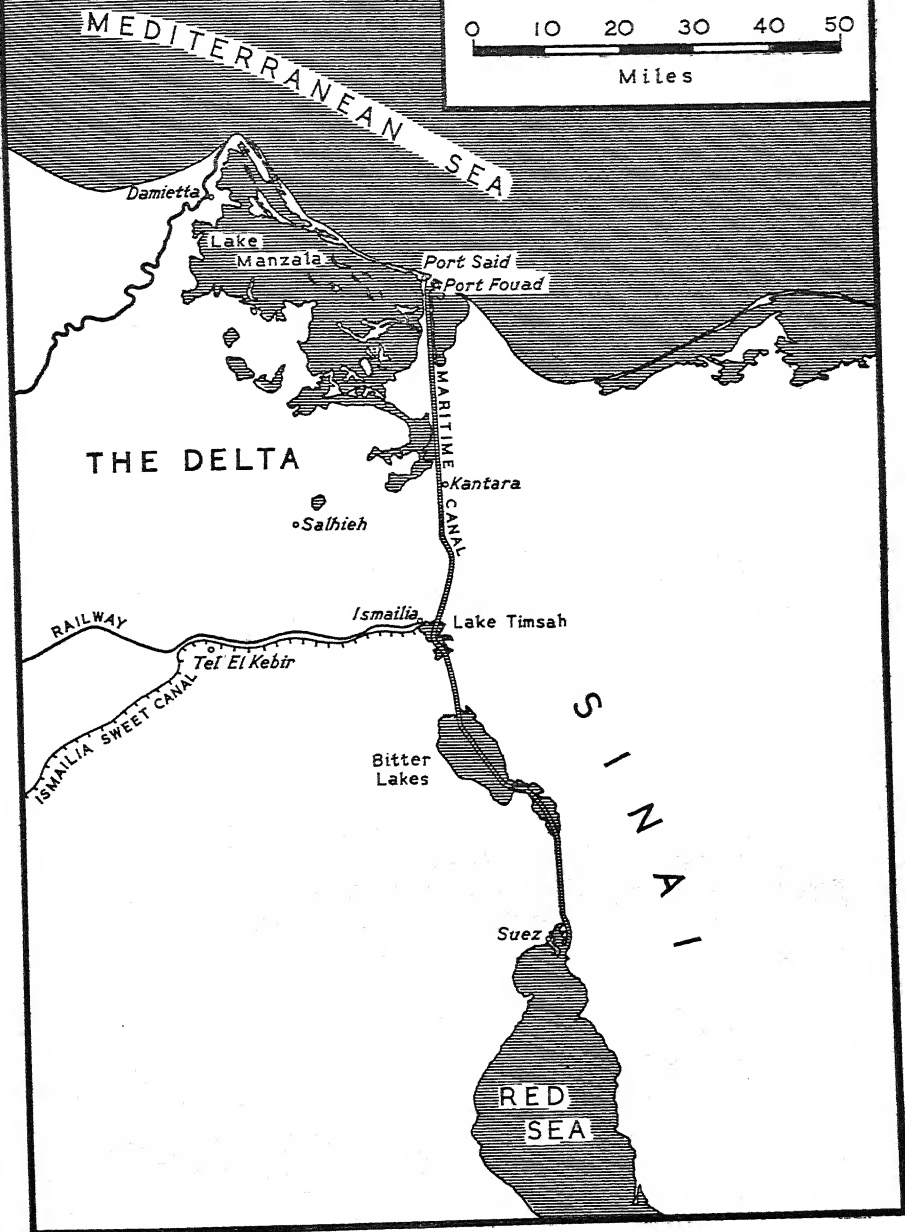 MEDITERRANEAN SEA
0 10 20 30 40 50
Miles
Damietta
Lake
Manzala
Port Said
Port Fouad
MARITIME CANAL
THE DELTA
Kantara
Salhieh
Ismailia
Lake Timsah
RAILWAY
Tel El Kebir
ISMAILIA SWEET CANAL
SINAI
Bitter
Lakes
Suez
RED
SEA